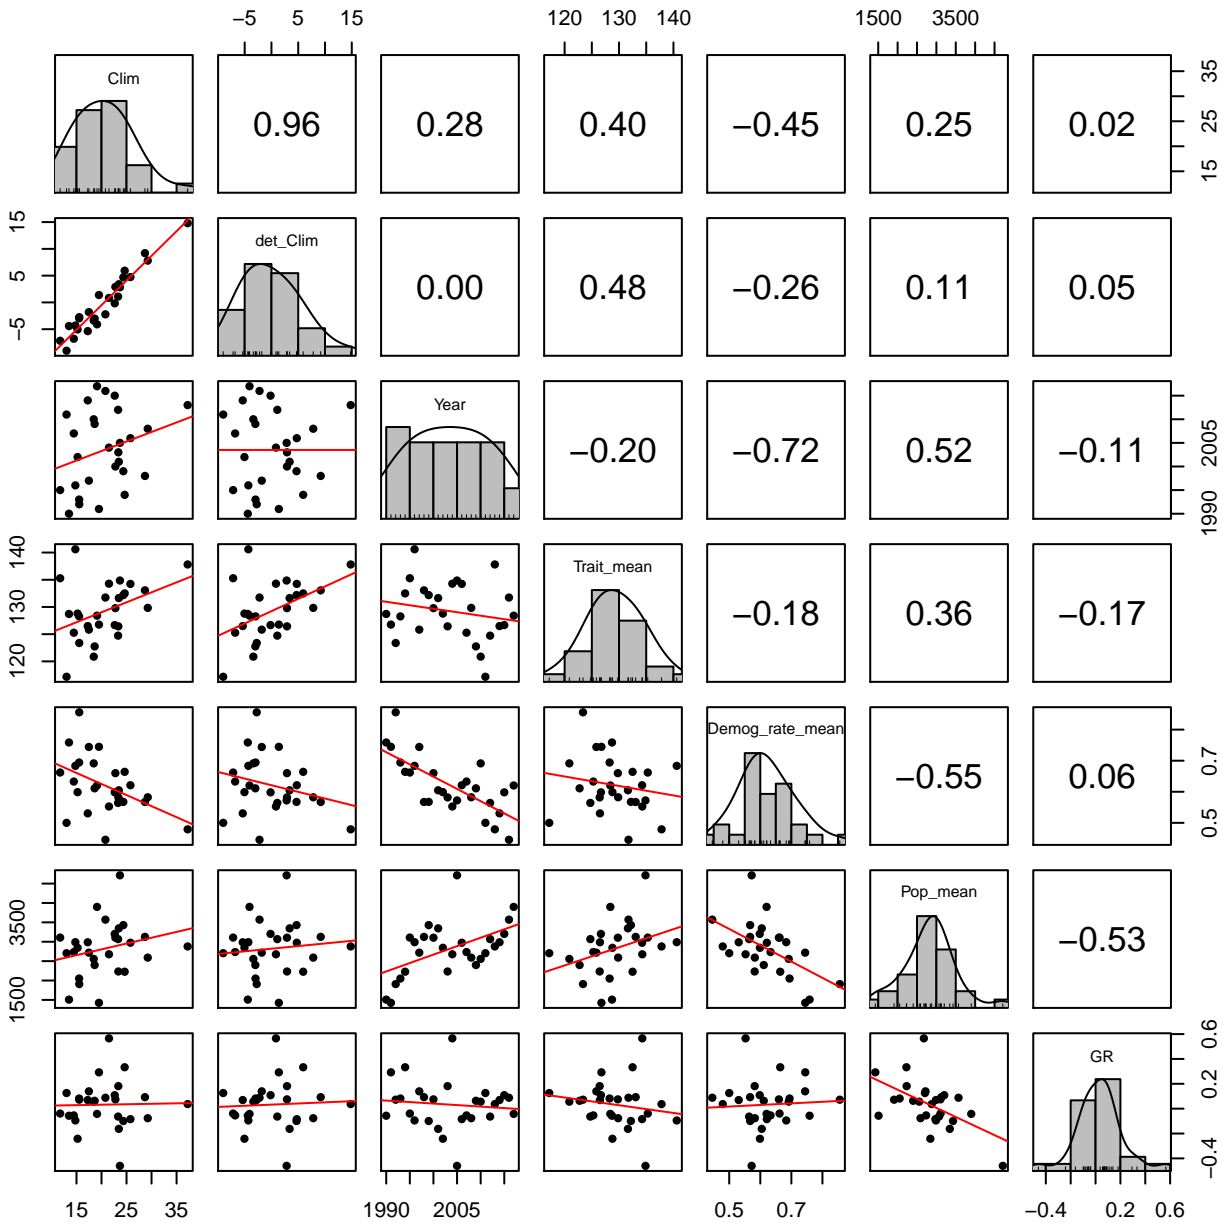 −5 5 15 120 130 140 1500 3500
Clim 0.96 0.28 0.40 −0.45 0.25 0.02 15 25 35
−5 5 15 det_Clim 0.00 0.48 −0.26 0.11 0.05
Year −0.20 −0.72 0.52 −0.11 1990 2005
120 130 140 Trait_mean −0.18 0.36 −0.17
Demog_rate_mean −0.55 0.06 0.5 0.7
1500 3500 Pop_mean −0.53
GR −0.4 0.2 0.6
15 25 35 1990 2005 0.5 0.7 −0.4 0.2 0.6